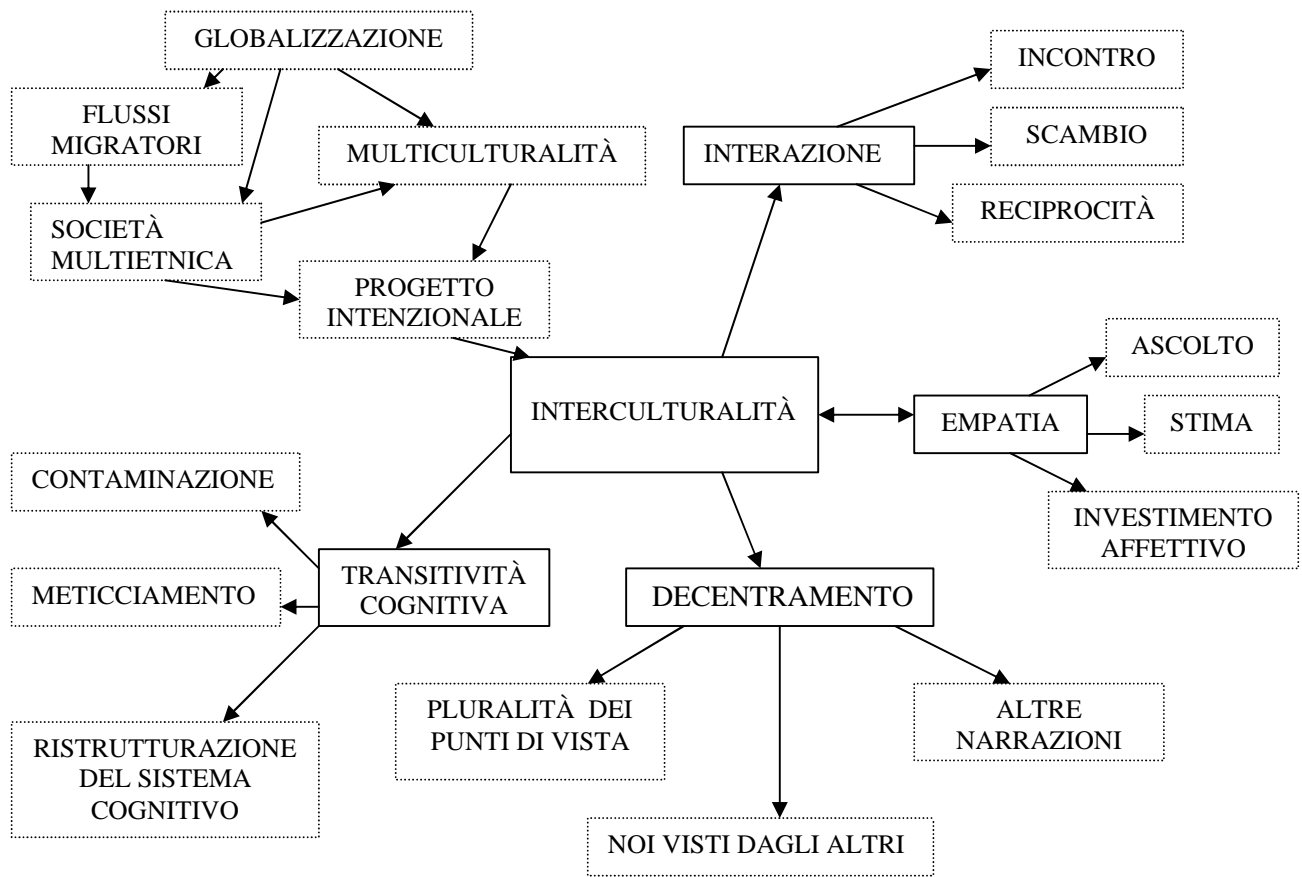 GLOBALIZZAZIONE
FLUSSI
MIGRATORI
MULTICULTURALITÀ
SOCIETÀ
MULTIETNICA
PROGETTO
INTENZIONALE
INTERAZIONE
INCONTRO
SCAMBIO
RECIPROCITÀ
INTERCULTURALITÀ
EMPATIA
ASCOLTO
STIMA
INVESTIMENTO
AFFETTIVO
CONTAMINAZIONE
METICCIAMENTO
TRANSITIVITÀ
COGNITIVA
RISTRUTTURAZIONE
DEL SISTEMA
COGNITIVO
DECENTRAMENTO
PLURALITÀ DEI
PUNTI DI VISTA
NOI VISTI DAGLI ALTRI
ALTRE
NARRAZIONI